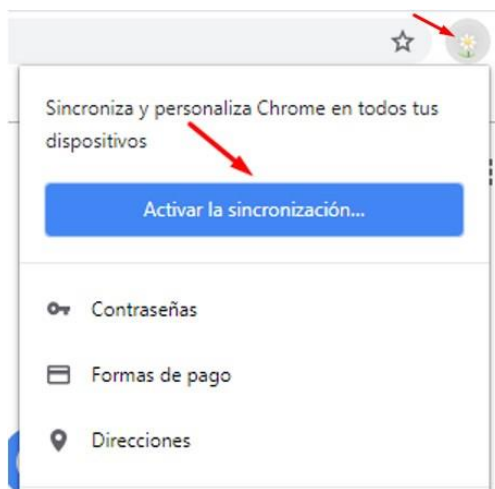 Sincroniza y personaliza Chrome en todos tus
dispositivos
Activar la sincronización...
Contraseñas
Formas de pago
Direcciones